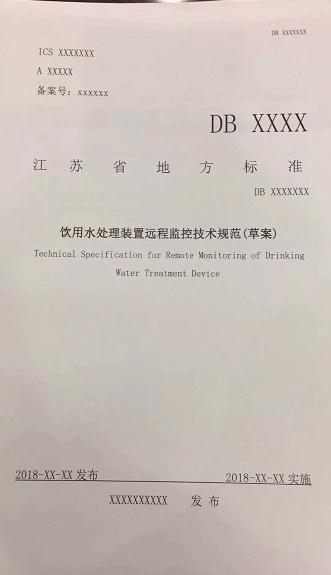 DB XXXXXXX
ICS XXXXXXX
A XXXXX
备案号：xxxxxx
DB XXXX
江 苏 省 地 方 标 准
DB XXXXXXX
饮用水处理装置远程监控技术规范(草案)
Technical Specification for Remote Monitoring of Drinking
Water Treatment Device
2018-XX-XX 发布 2018-XX-XX 实施
XXXXXXXXXX 发 布